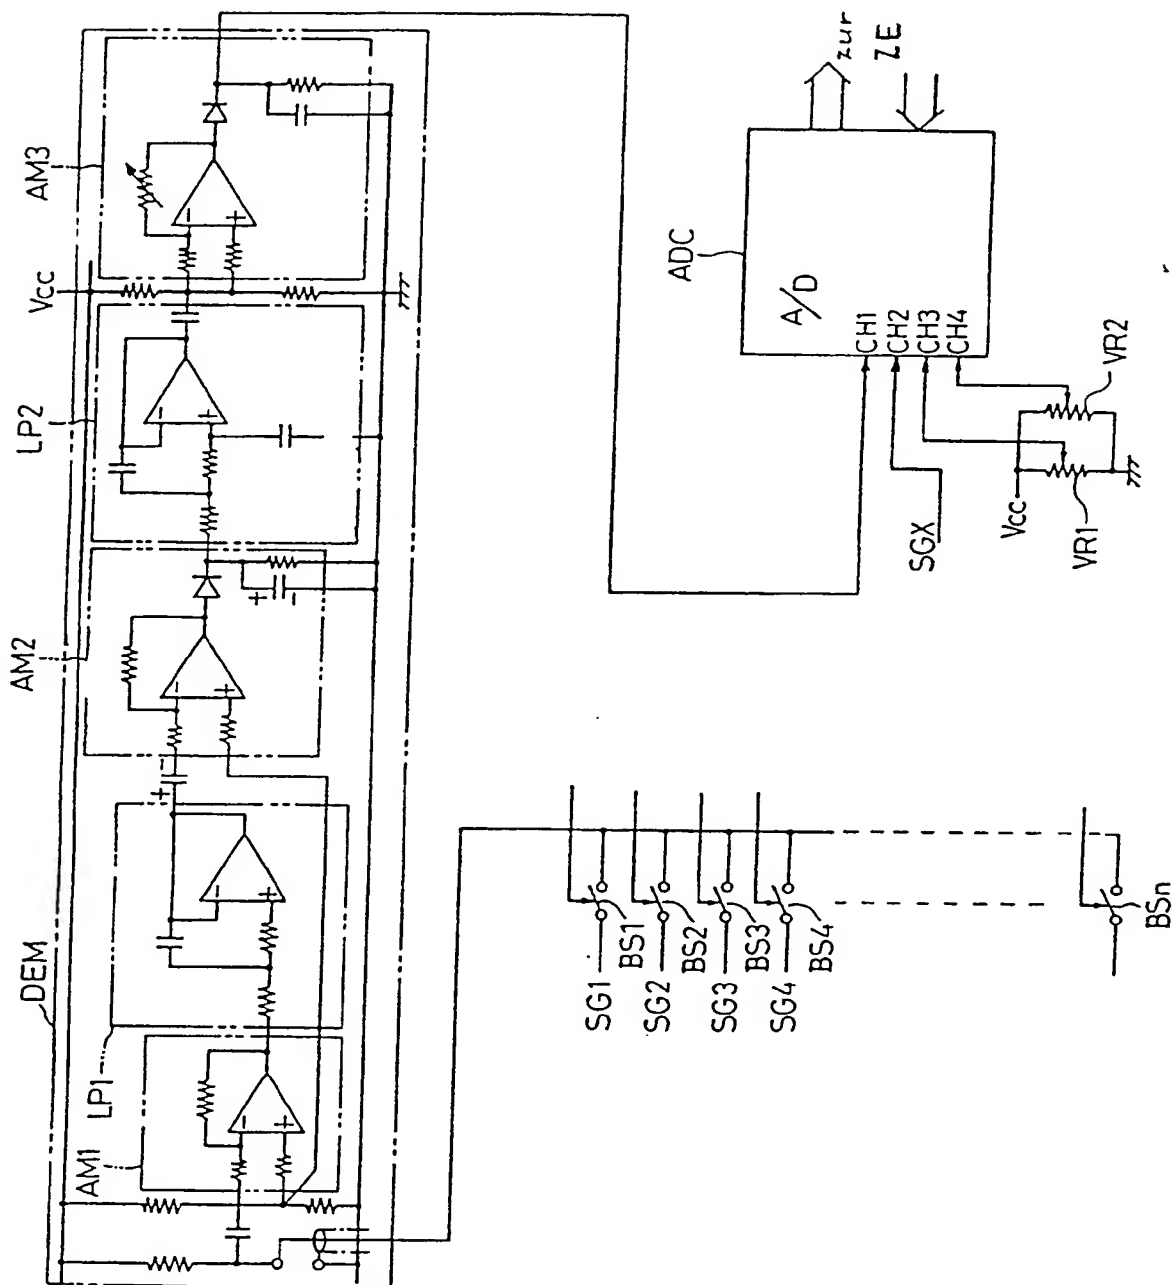 DEM
AM1
LP1
AM2
LP2
Vcc
AM3
−
+
−
+
+ −
−
+
+
−
−
+
−
+
ADC
A/D
CH1
CH2
CH3
CH4
zur
ZE
SGX
Vcc
VR1
VR2
SG1
BS1
SG2
BS2
SG3
BS3
SG4
BS4
BSn